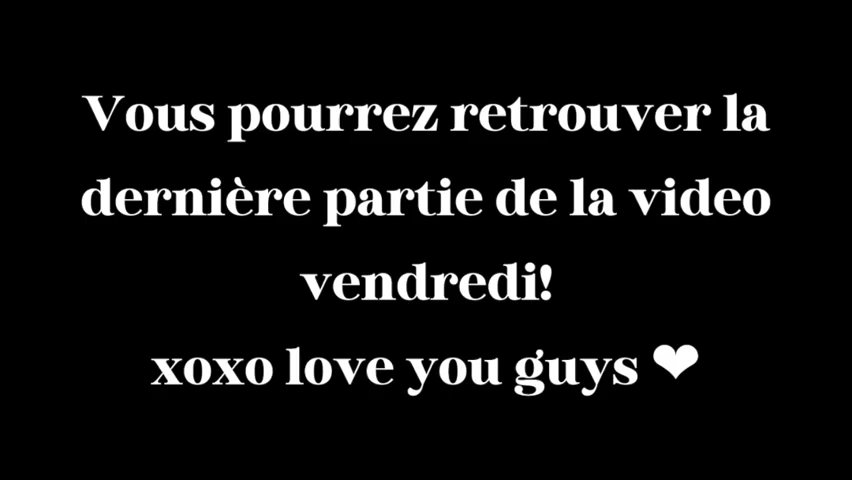 Vous pourrez retrouver la
dernière partie de la video
vendredi!
xoxo love you guys ❤